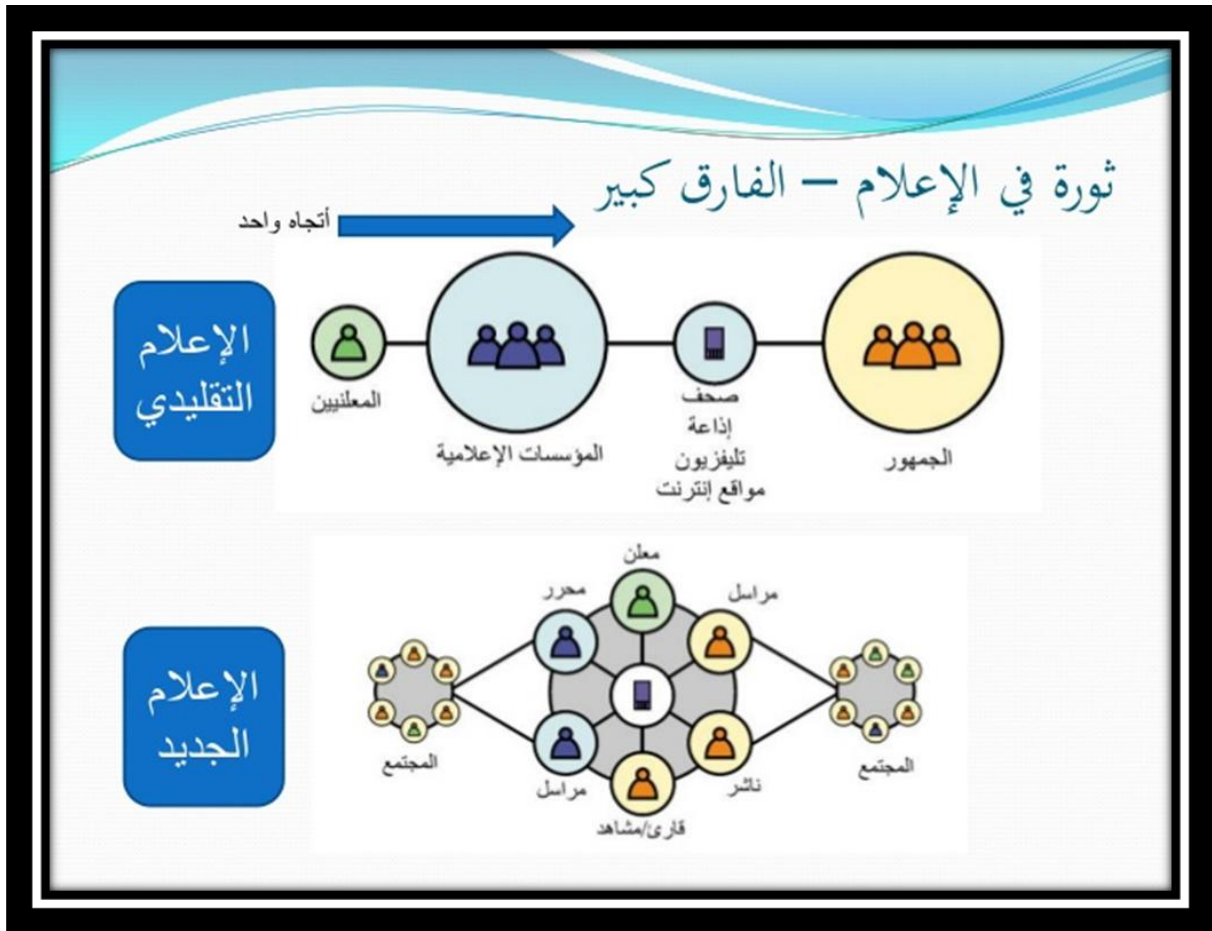 ثورة في الإعلام – الفارق كبير
أتجاه واحد
الإعلام
التقليدي
المعلنيين
المؤسسات الإعلامية
صحف
إذاعة
تليفزيون
مواقع إنترنت
الجمهور
الإعلام
الجديد
معلن
محرر
مراسل
المجتمع
المجتمع
مراسل
ناشر
قارئ/مشاهد